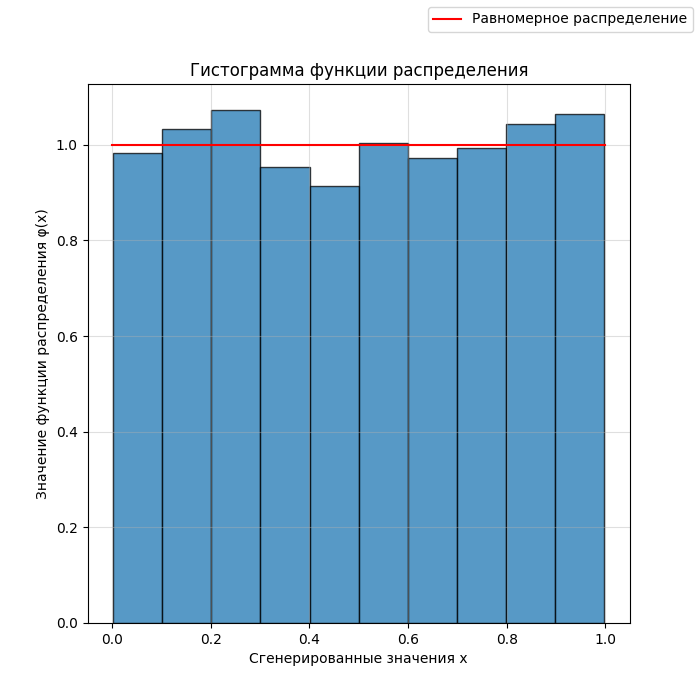 Равномерное распределение
Гистограмма функции распределения
Значение функции распределения φ(x)
1.0
0.8
0.6
0.4
0.2
0.0
0.0 0.2 0.4 0.6 0.8 1.0
Сгенерированные значения x